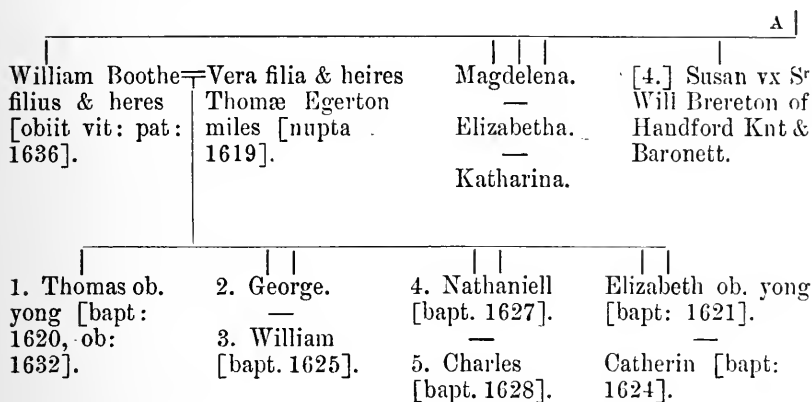 A
William Boothe
filius & heres
[obiit vit: pat:
1636].
Vera filia & heires
Thomæ Egerton
miles [nupta
1619].
Magdelena.
Elizabetha.
Katharina.
[4.] Susan vx Sr
Will Brereton of
Handford Knt &
Baronett.
1. Thomas ob.
yong [bapt:
1620, ob:
1632].
2. George.
3. William
[bapt. 1625].
4. Nathaniell
[bapt. 1627].
5. Charles
[bapt. 1628].
Elizabeth ob. yong
[bapt: 1621].
Catherin [bapt:
1624].